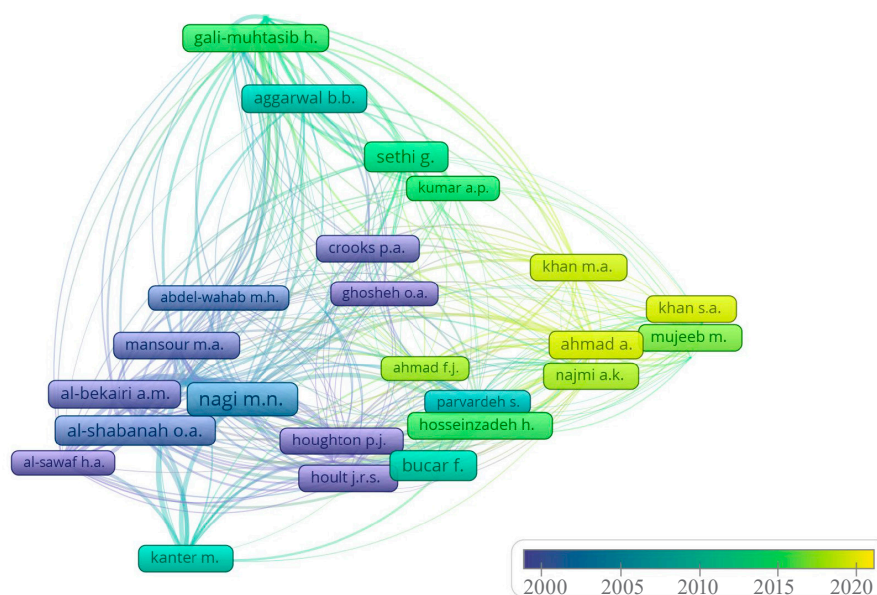 gali-muhtasib h.
aggarwal b.b.
sethi g.
kumar a.p.
crooks p.a.
khan m.a.
ghosheh o.a.
abdel-wahab m.h.
khan s.a.
mujeeb m.
mansour m.a.
ahmad a.
ahmad f.j.
najmi a.k.
al-bekairi a.m.
nagi m.n.
parvardeh s.
hosseinzadeh h.
al-shabanah o.a.
houghton p.j.
al-sawaf h.a.
bucar f.
hoult j.r.s.
kanter m.
2000 2005 2010 2015 2020